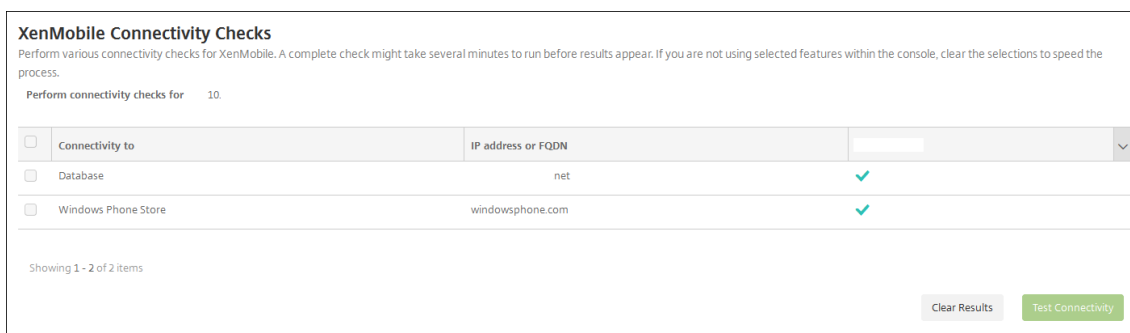 XenMobile Connectivity Checks
Perform various connectivity checks for XenMobile. A complete check might take several minutes to run before results appear. If you are not using selected features within the console, clear the selections to speed the
process.
Perform connectivity checks for 10.
Connectivity to IP address or FQDN
Database net
Windows Phone Store windowsphone.com
Showing 1 - 2 of 2 items
Clear Results Test Connectivity